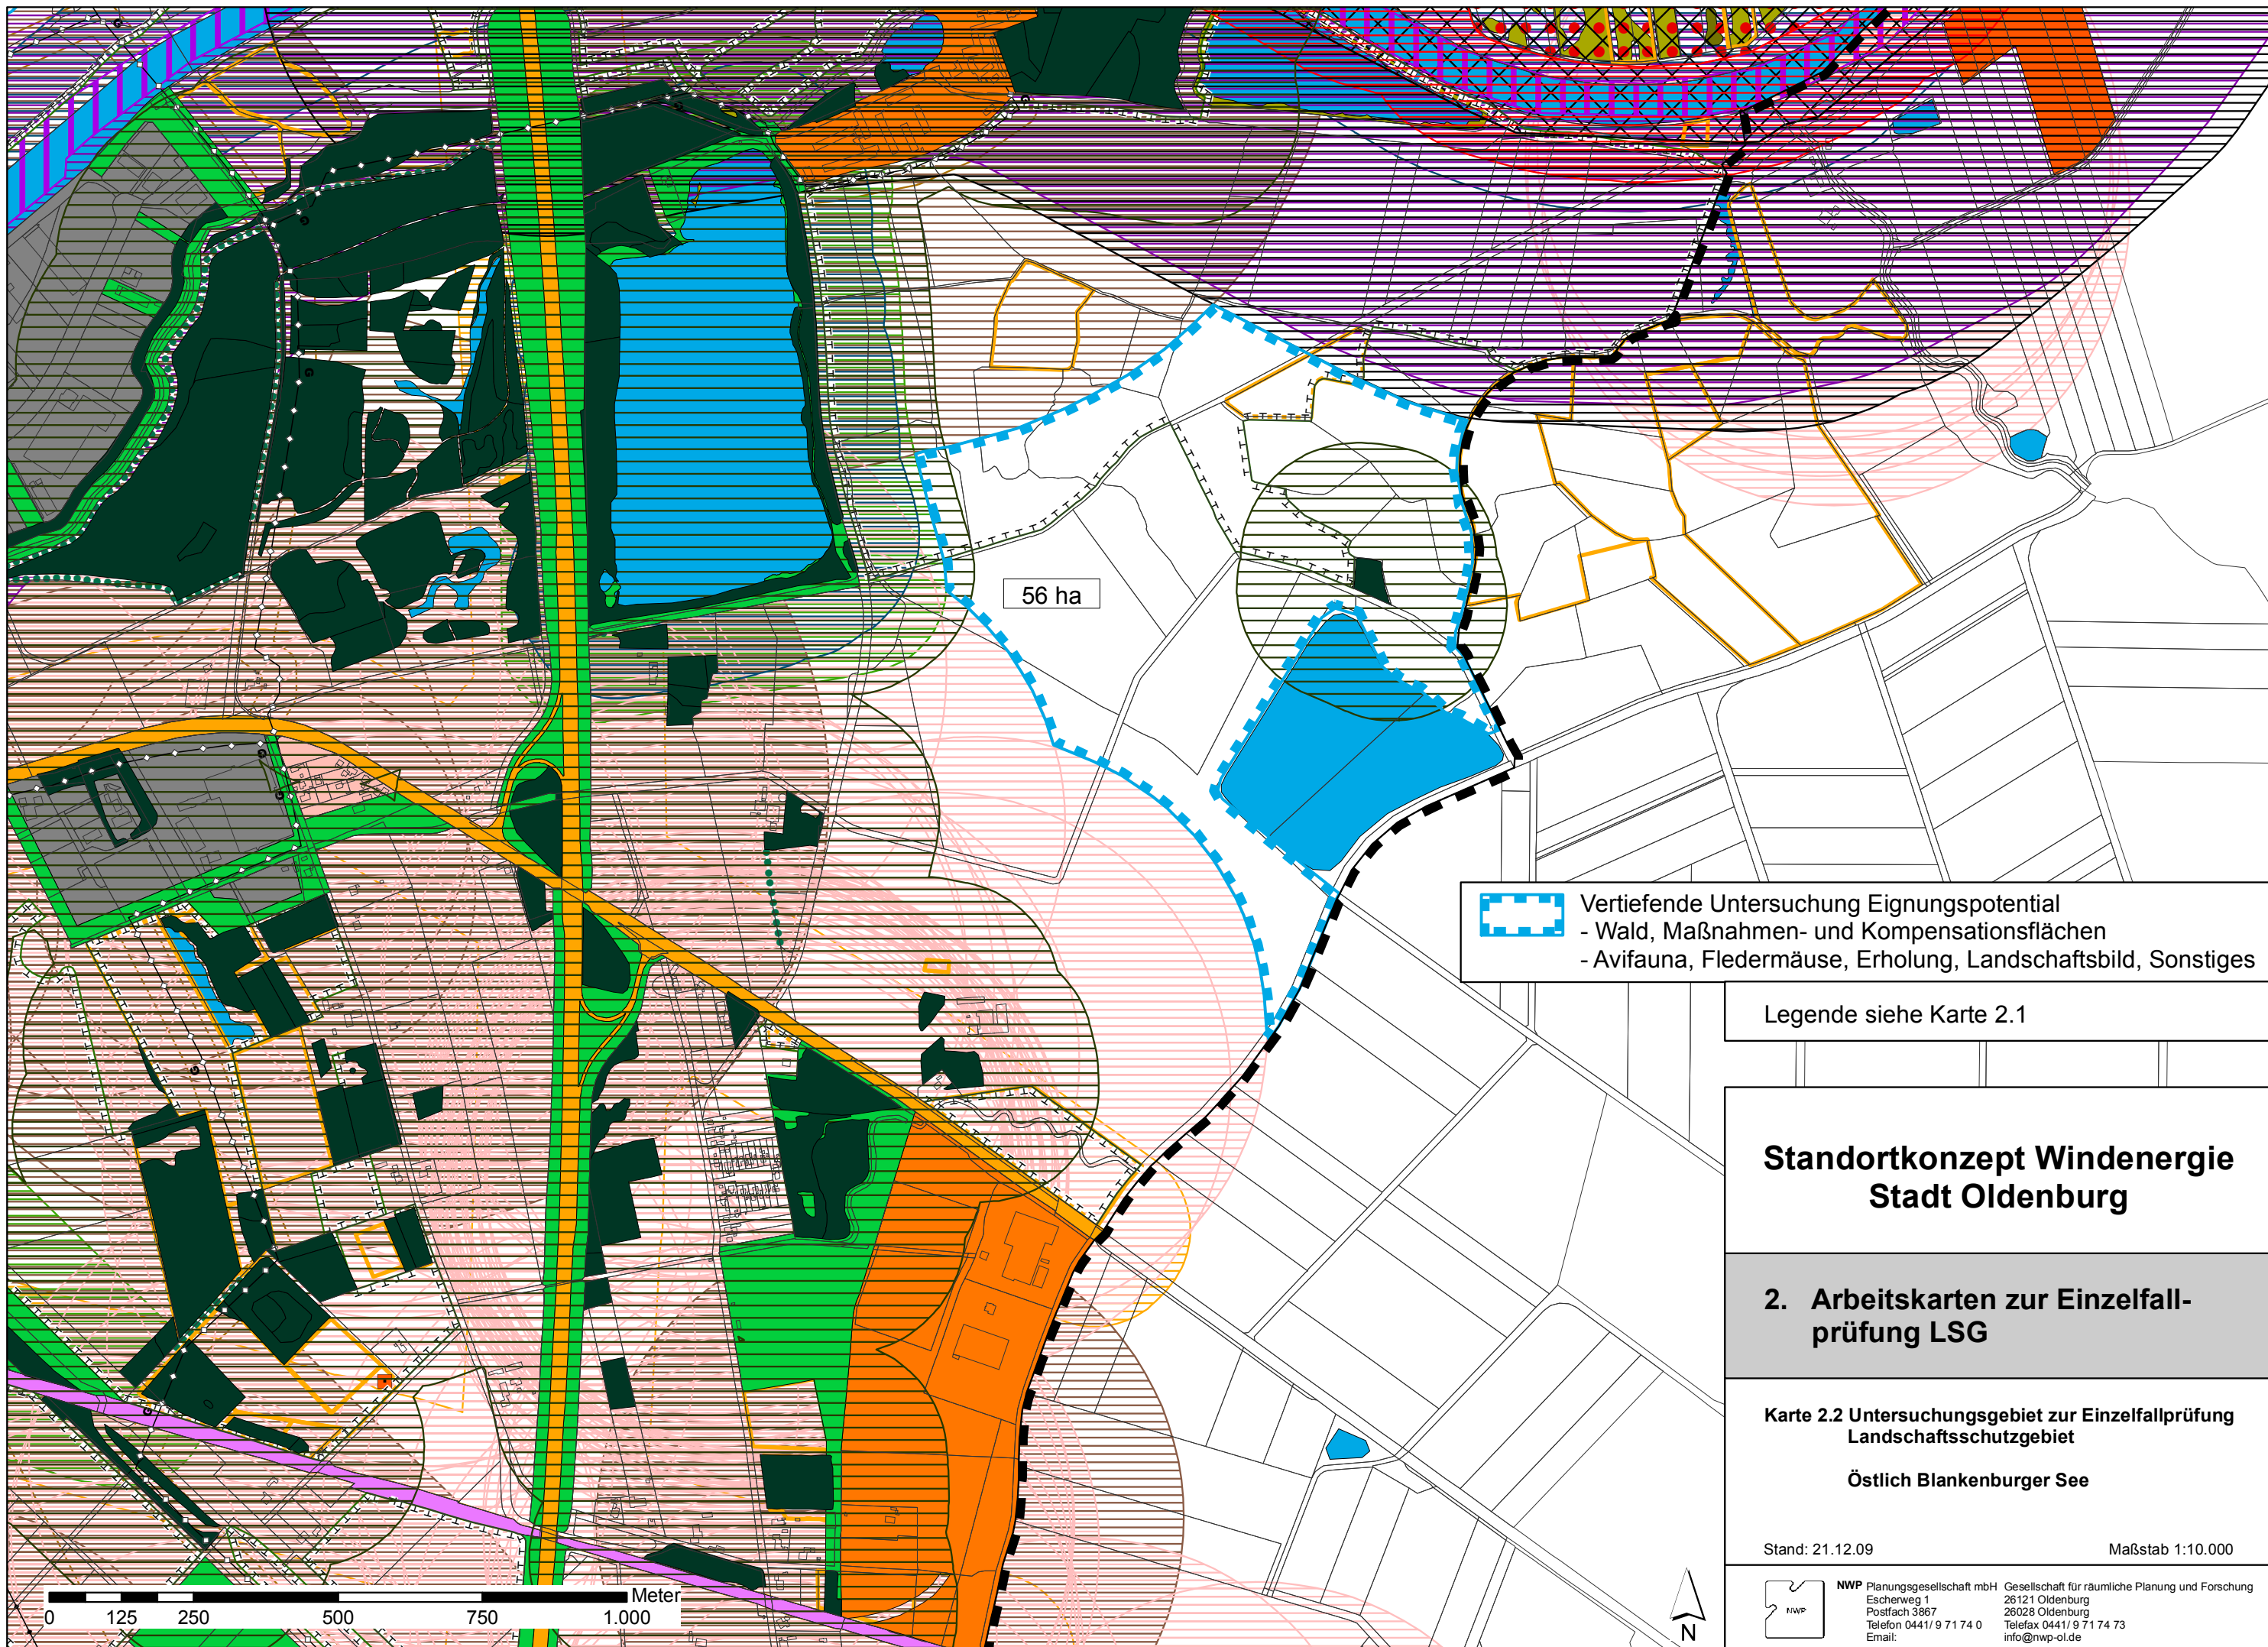 56 ha
Vertiefende Untersuchung Eignungspotential
- Wald, Maßnahmen- und Kompensationsflächen
- Avifauna, Fledermäuse, Erholung, Landschaftsbild, Sonstiges
Legende siehe Karte 2.1
Standortkonzept Windenergie
Stadt Oldenburg
2. Arbeitskarten zur Einzelfall-
prüfung LSG
Karte 2.2 Untersuchungsgebiet zur Einzelfallprüfung
Landschaftsschutzgebiet
Östlich Blankenburger See
Stand: 21.12.09 Maßstab 1:10.000
NWP
NWP Planungsgesellschaft mbH Gesellschaft für räumliche Planung und Forschung
Escherweg 1 26121 Oldenburg
Postfach 3867 26028 Oldenburg
Telefon 0441/ 9 71 74 0 Telefax 0441/ 9 71 74 73
Email: info@nwp-ol.de
Meter
0 125 250 500 750 1.000
N
G
G
G
G
G
G
G
G
G
G